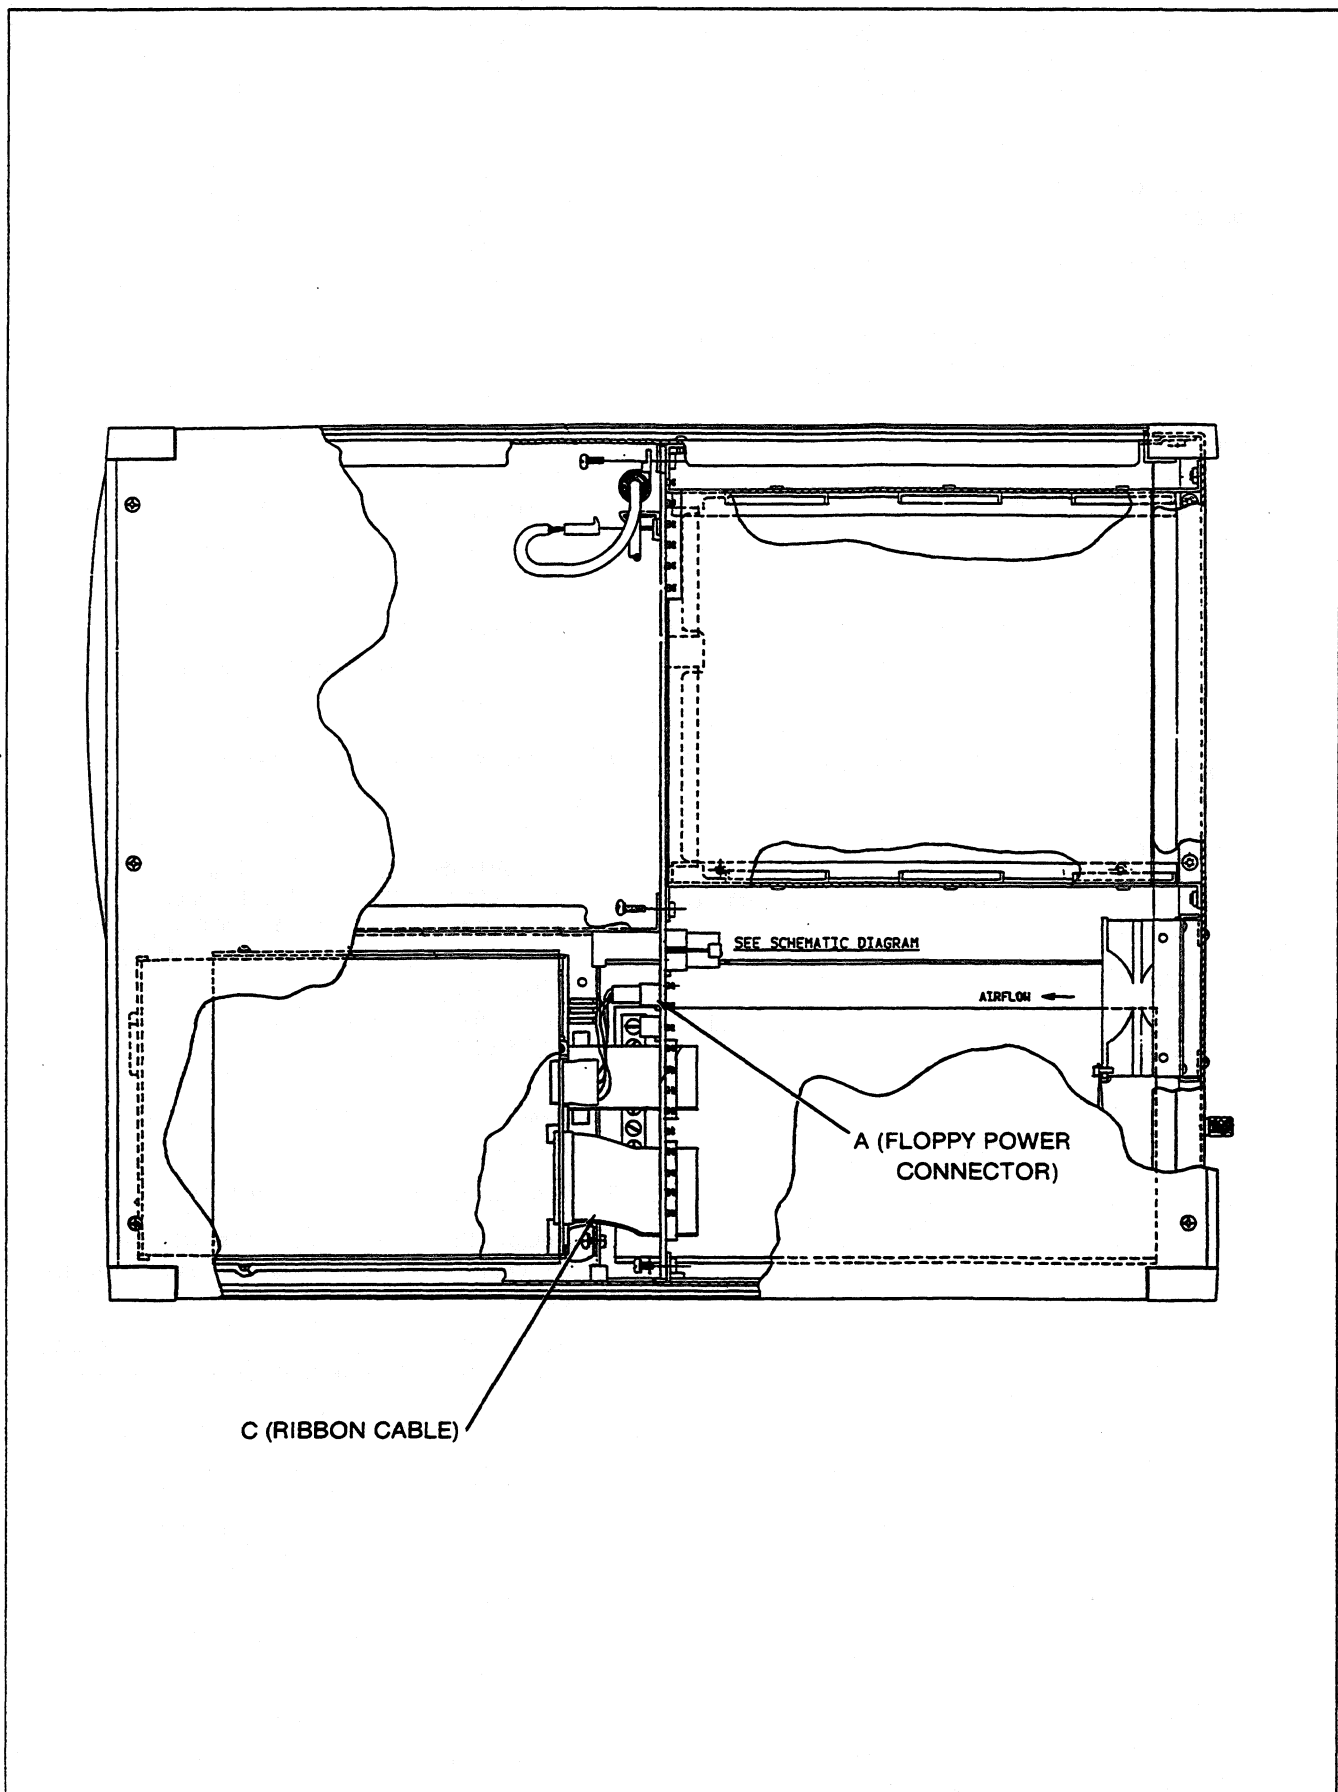 SEE SCHEMATIC DIAGRAM
AIRFLOW
A (FLOPPY POWER
CONNECTOR)
C (RIBBON CABLE)